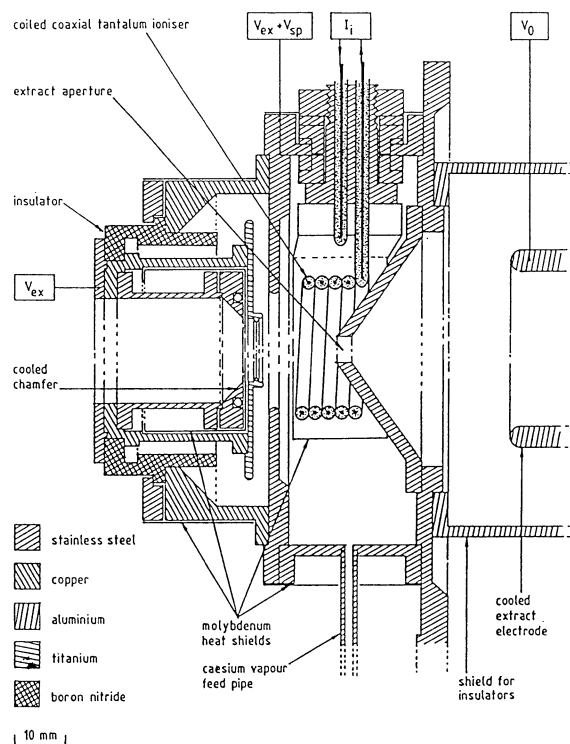 coiled coaxial tantalum ioniser
V_ex + V_sp
I_i
V_0
extract aperture
insulator
V_ex
cooled
chamfer
stainless steel
copper
aluminium
titanium
boron nitride
10 mm
molybdenum
heat shields
caesium vapour
feed pipe
cooled
extract
electrode
shield for
insulators